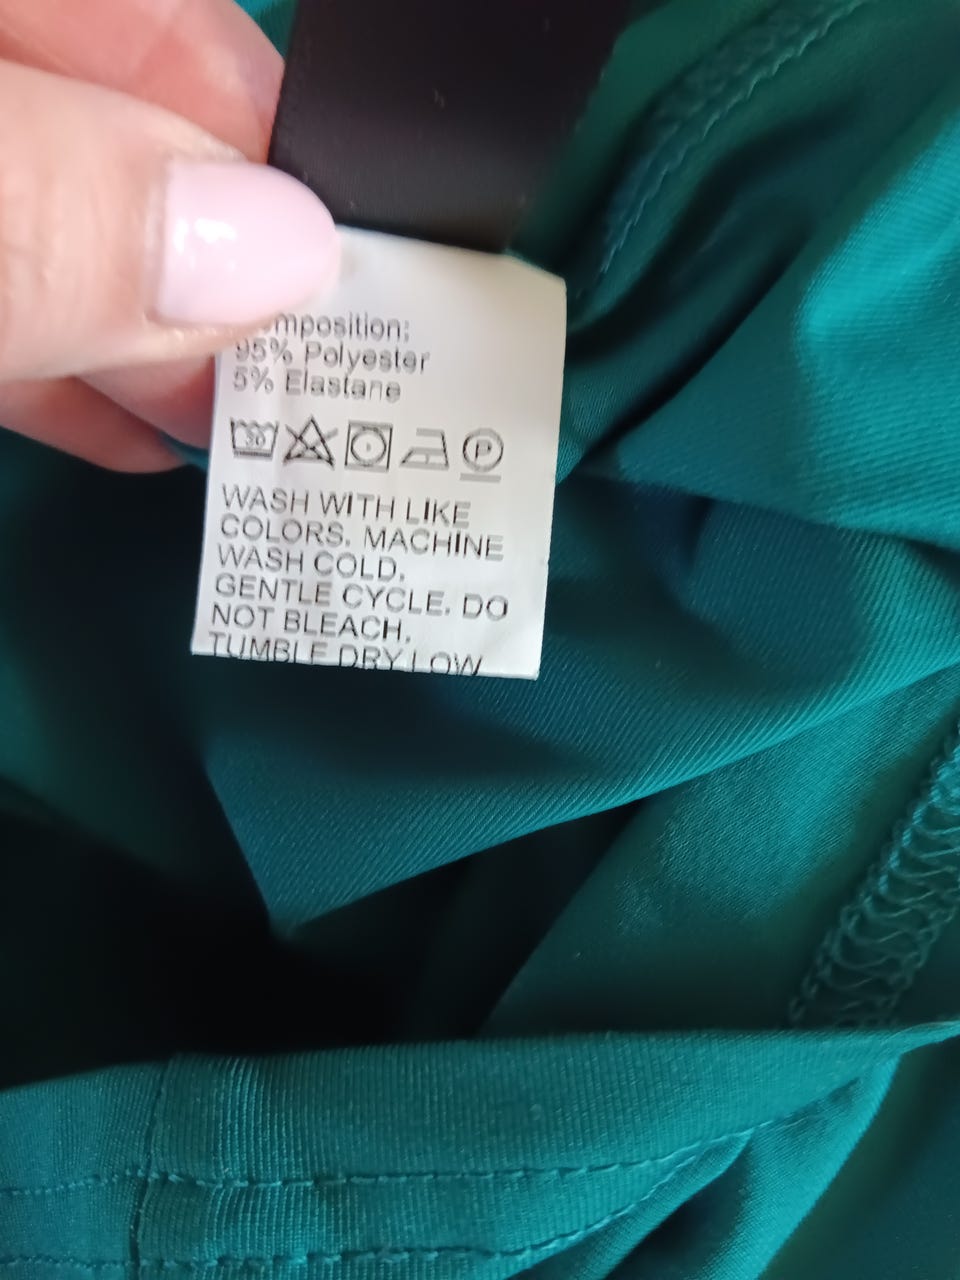 95% Polyester
5% Elastane
30 P
WASH WITH LIKE
COLORS. MACHINE
WASH COLD.
GENTLE CYCLE. DO
NOT BLEACH.
TUMBLE DRY LOW